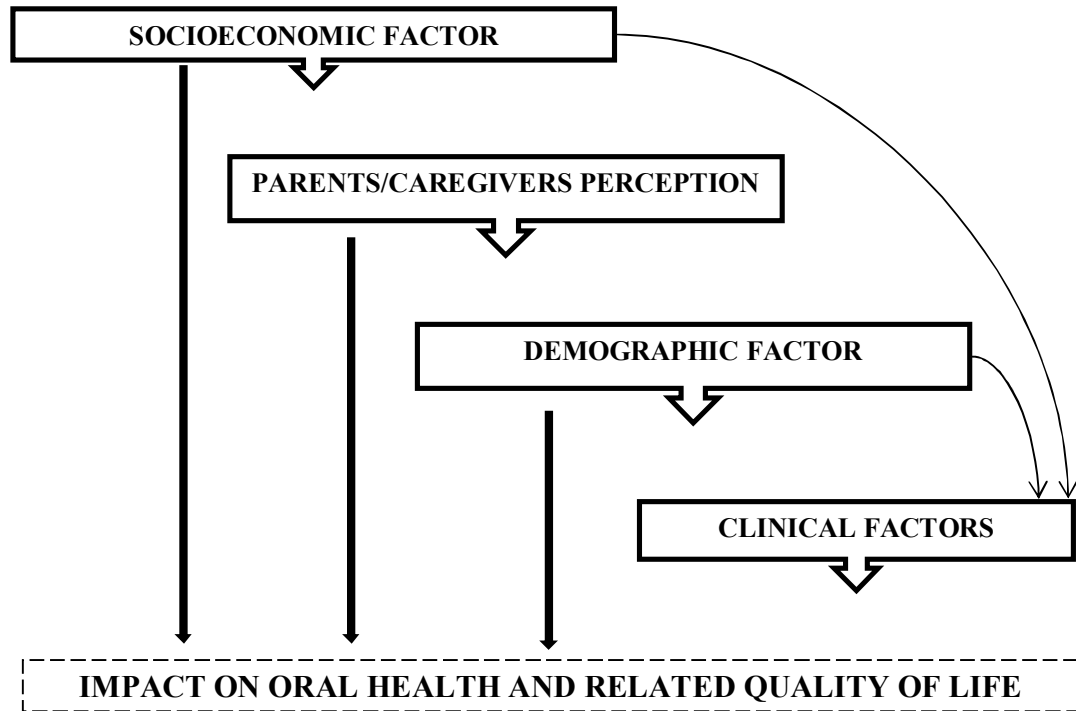 SOCIOECONOMIC FACTOR
PARENTS/CAREGIVERS PERCEPTION
DEMOGRAPHIC FACTOR
CLINICAL FACTORS
IMPACT ON ORAL HEALTH AND RELATED QUALITY OF LIFE